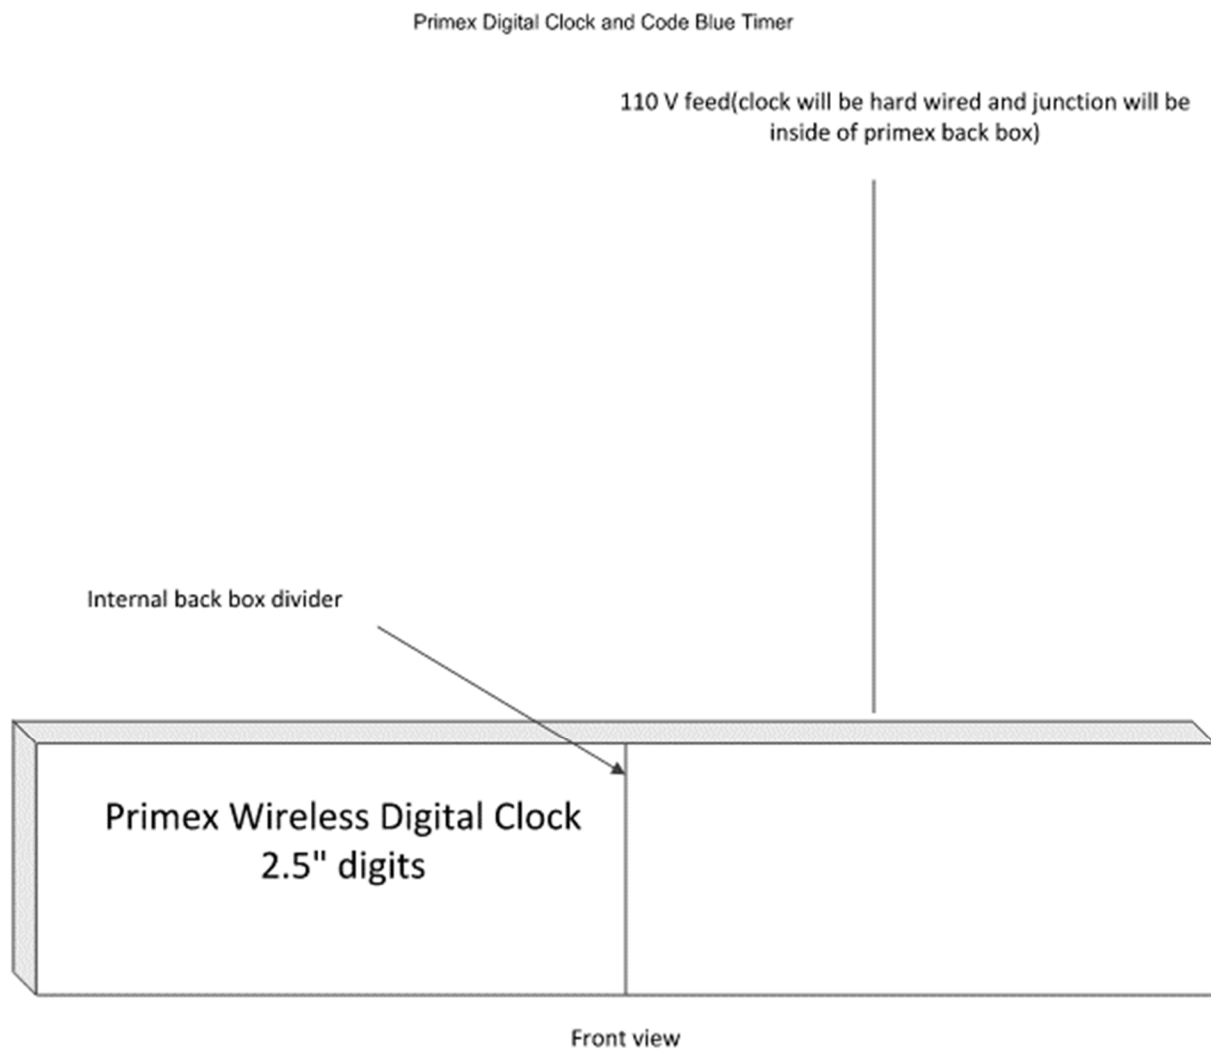 Primex Digital Clock and Code Blue Timer
110 V feed(clock will be hard wired and junction will be
inside of primex back box)
Internal back box divider
Primex Wireless Digital Clock
2.5" digits
Front view